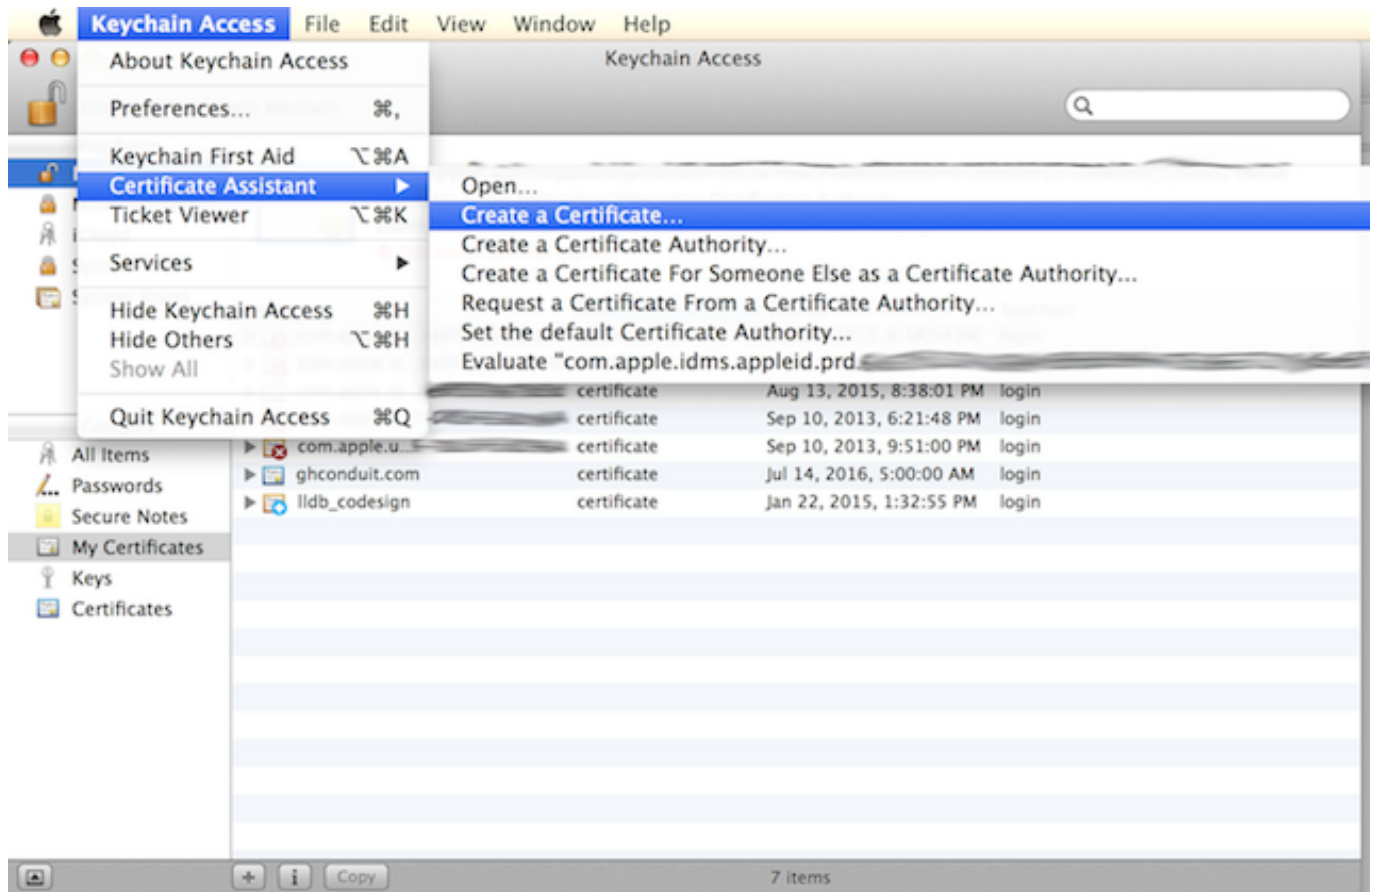 Keychain Access File Edit View Window Help
Keychain Access
About Keychain Access
Preferences... ⌘,
Keychain First Aid ⌥⌘A
Certificate Assistant ▶
Ticket Viewer ⌥⌘K
Services ▶
Hide Keychain Access ⌘H
Hide Others ⌥⌘H
Show All
Quit Keychain Access ⌘Q
Open...
Create a Certificate...
Create a Certificate Authority...
Create a Certificate For Someone Else as a Certificate Authority...
Request a Certificate From a Certificate Authority...
Set the default Certificate Authority...
Evaluate "com.apple.idms.appleid.prd.
certificate Aug 13, 2015, 8:38:01 PM login
certificate Sep 10, 2013, 6:21:48 PM login
com.apple.u... certificate Sep 10, 2013, 9:51:00 PM login
ghconduit.com certificate Jul 14, 2016, 5:00:00 AM login
lldb_codesign certificate Jan 22, 2015, 1:32:55 PM login
All Items
Passwords
Secure Notes
My Certificates
Keys
Certificates
Copy
7 items